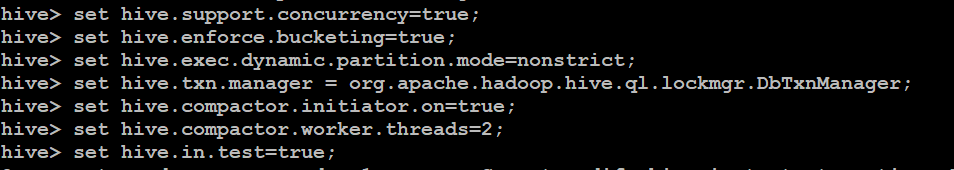 hive> set hive.support.concurrency=true;
hive> set hive.enforce.bucketing=true;
hive> set hive.exec.dynamic.partition.mode=nonstrict;
hive> set hive.txn.manager = org.apache.hadoop.hive.ql.lockmgr.DbTxnManager;
hive> set hive.compactor.initiator.on=true;
hive> set hive.compactor.worker.threads=2;
hive> set hive.in.test=true;